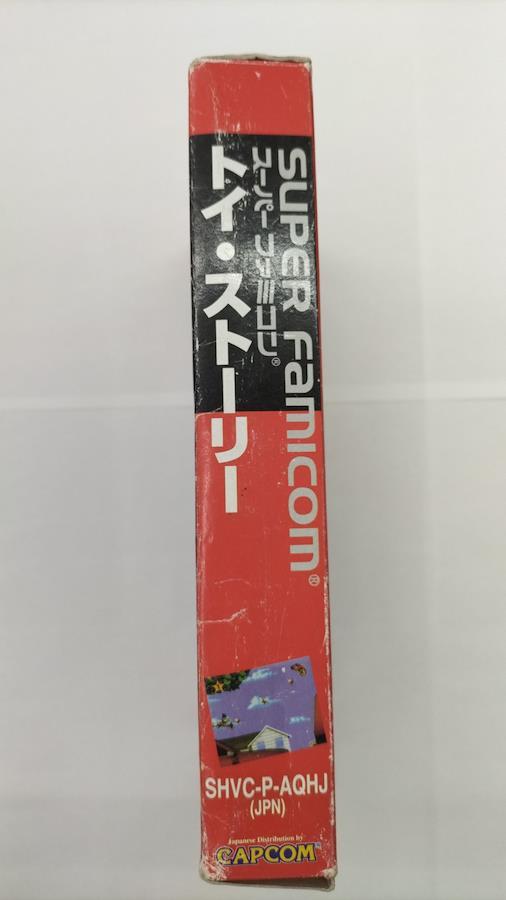 SUPER FAMICOM®
スーパーファミコン®
トイ・ストーリー
SHVC-P-AQHJ
(JPN)
Japanese Distribution by
CAPCOM™